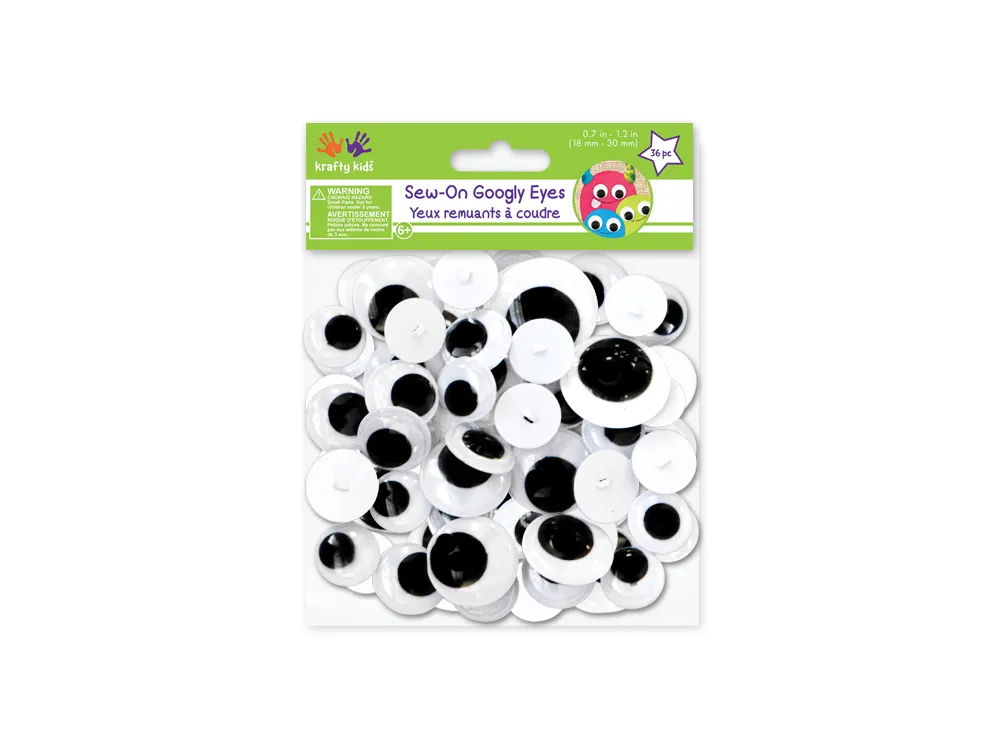 krafty kids
0.7 in - 1.2 in
(18 mm - 30 mm)
36 pc
WARNING
CHOKING HAZARD
Small Parts. Not for
children under 3 years.
AVERTISSEMENT
RISQUE D'ÉTOUFFEMENT
Petites pièces. Ne convient
pas aux enfants de moins
de 3 ans.
6+
Sew-On Googly Eyes
Yeux remuants à coudre